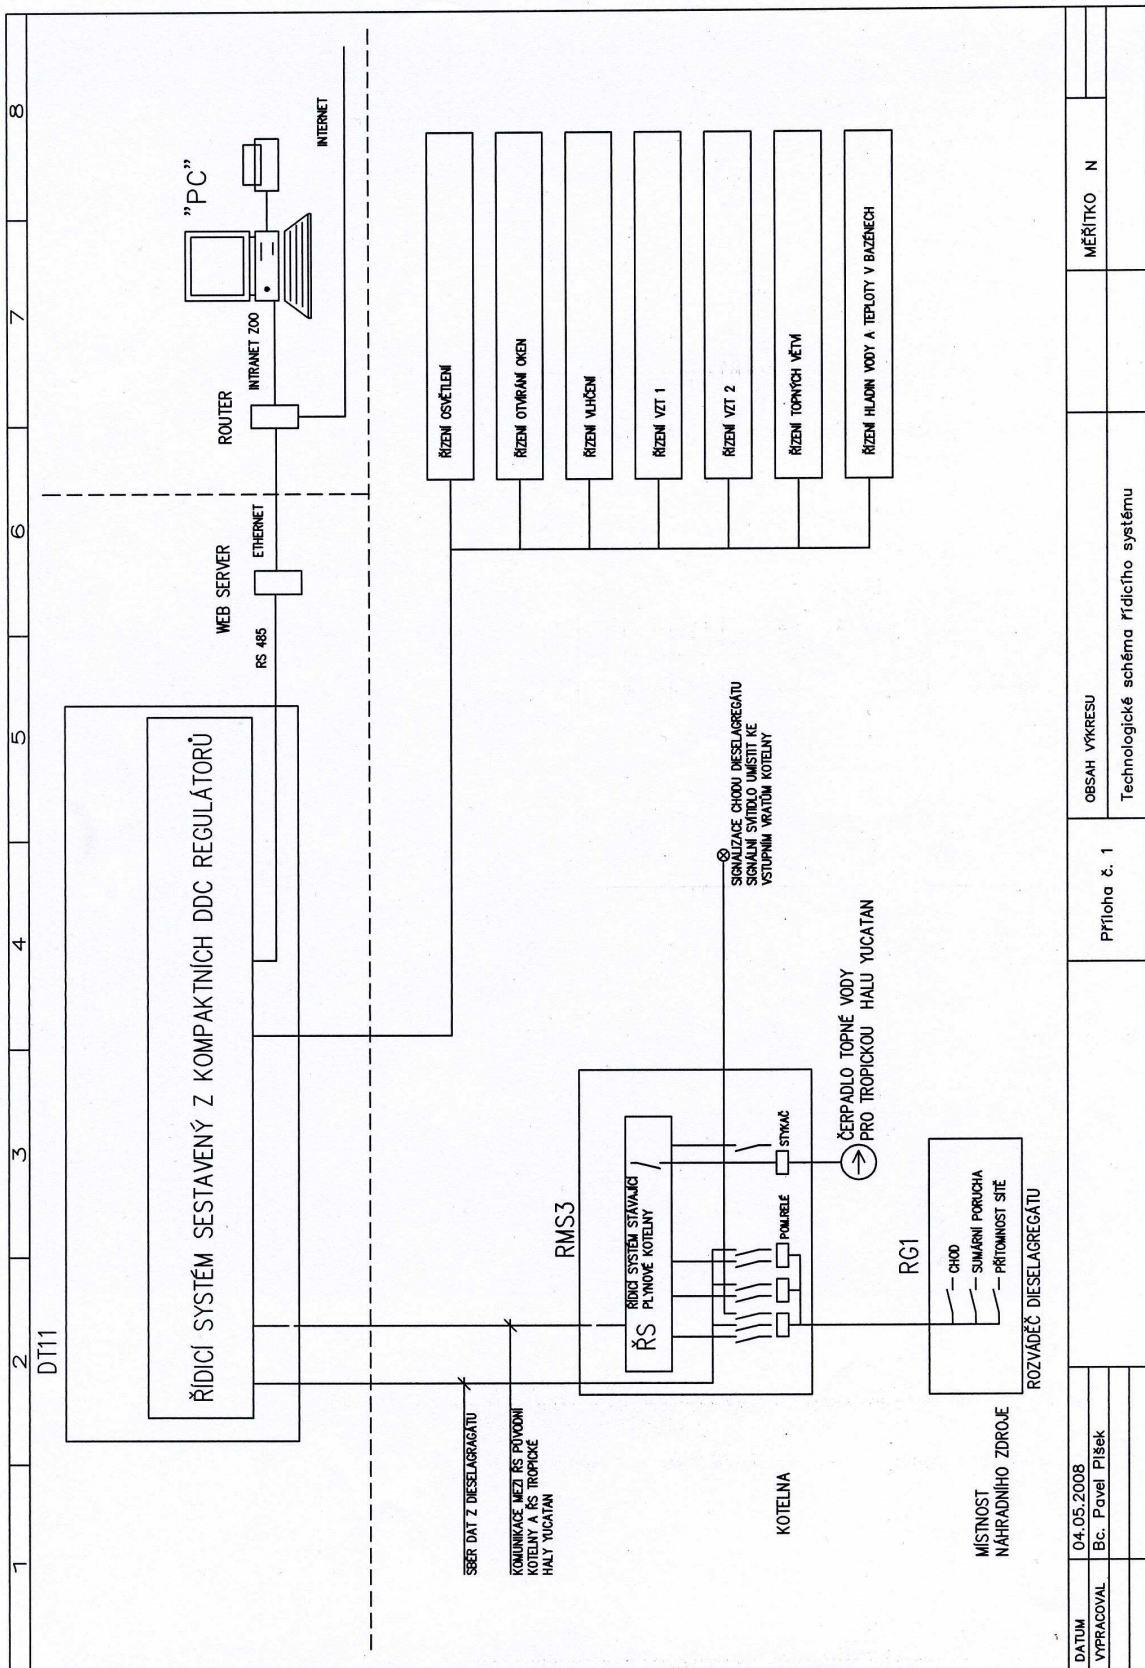 1 2 3 4 5 6 7 8
DT11
ŘÍDICÍ SYSTÉM SESTAVENÝ Z KOMPAKTNÍCH DDC REGULÁTORŮ
RS 485
WEB SERVER
ETHERNET
ROUTER
INTRANET ZOO
"PC"
INTERNET
ŘÍZENÍ OSVĚTLENÍ
ŘÍZENÍ OTVÍRÁNÍ OKEN
ŘÍZENÍ VLHČENÍ
ŘÍZENÍ VZT 1
ŘÍZENÍ VZT 2
ŘÍZENÍ TOPNÝCH VĚTVÍ
ŘÍZENÍ HLADIN VODY A TEPLOTY V BAZÉNECH
SBĚR DAT Z DIESELAGRAGÁTU
KOMUNIKACE MEZI ŘS PŮVODNÍ
KOTELNY A ŘS TROPICKÉ
HALY YUCATAN
RMS3
ŘS
ŘÍDICÍ SYSTÉM STÁVAJÍCÍ
PLYNOVÉ KOTELNY
POM.RELÉ
STYKAČ
SIGNALIZACE CHODU DIESELAGREGÁTU
SIGNÁLNÍ SVÍTIDLO UMÍSTIT KE
VSTUPNÍM VRATŮM KOTELNY
KOTELNA
ČERPADLO TOPNÉ VODY
PRO TROPICKOU HALU YUCATAN
RG1
CHOD
SUMÁRNÍ PORUCHA
PŘÍTOMNOST SÍTĚ
ROZVÁDĚČ DIESELAGREGÁTU
MÍSTNOST
NÁHRADNÍHO ZDROJE
DATUM 04.05.2008
VYPRACOVAL Bc. Pavel Plšek
Příloha č. 1
OBSAH VÝKRESU
Technologické schéma řídicího systému
MĚŘÍTKO N